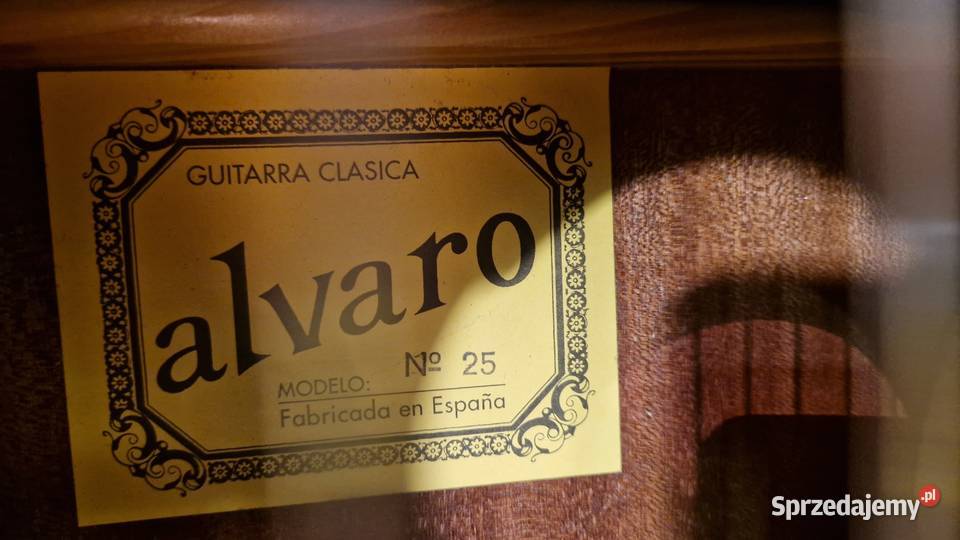 GUITARRA CLASICA
alvaro
Nº 25
MODELO:
Fabricada en España
Sprzedajemy.pl